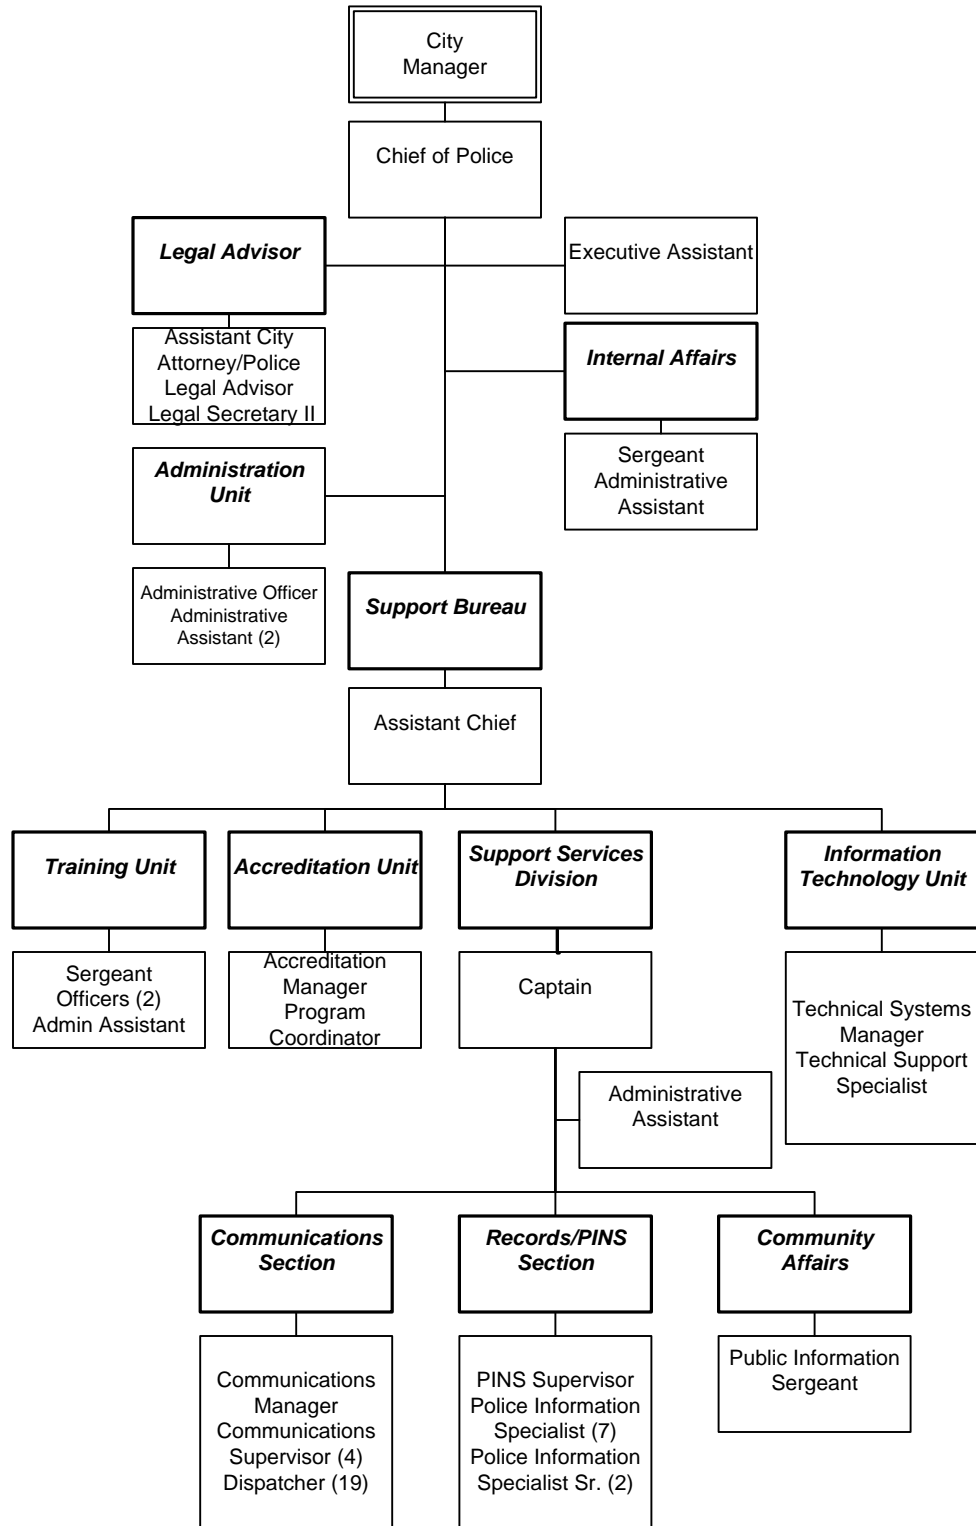 City
Manager
Chief of Police
Legal Advisor
Executive Assistant
Assistant City
Attorney/Police
Legal Advisor
Legal Secretary II
Internal Affairs
Sergeant
Administrative
Assistant
Administration
Unit
Administrative Officer
Administrative
Assistant (2)
Support Bureau
Assistant Chief
Training Unit
Accreditation Unit
Support Services
Division
Information
Technology Unit
Sergeant
Officers (2)
Admin Assistant
Accreditation
Manager
Program
Coordinator
Captain
Technical Systems
Manager
Technical Support
Specialist
Administrative
Assistant
Communications
Section
Records/PINS
Section
Community
Affairs
Communications
Manager
Communications
Supervisor (4)
Dispatcher (19)
PINS Supervisor
Police Information
Specialist (7)
Police Information
Specialist Sr. (2)
Public Information
Sergeant